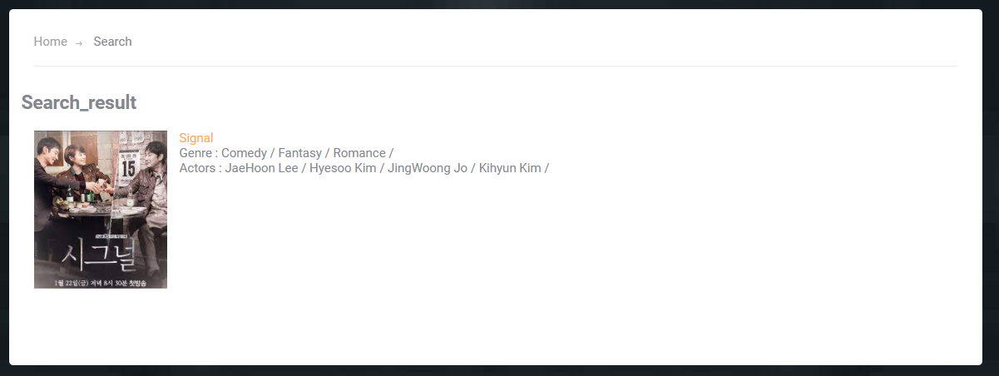 Home → Search
Search_result
Signal
Genre : Comedy / Fantasy / Romance /
Actors : JaeHoon Lee / Hyesoo Kim / JingWoong Jo / Kihyun Kim /
15
시그널
1월 22일(금) 저녁 8시 30분 첫방송